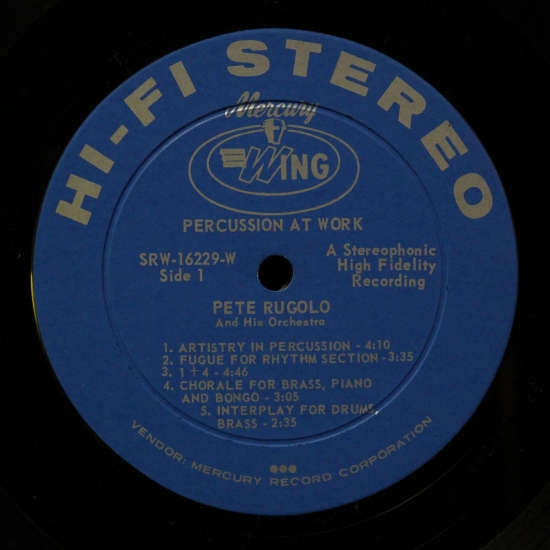 HI-FI STEREO
Mercury
WING
PERCUSSION AT WORK
SRW-16229-W
Side 1
A Stereophonic
High Fidelity
Recording
PETE RUGOLO
And His Orchestra
1. ARTISTRY IN PERCUSSION - 4:10
2. FUGUE FOR RHYTHM SECTION - 3:35
3. 1 + 4 - 4:46
4. CHORALE FOR BRASS, PIANO
AND BONGO - 3:05
5. INTERPLAY FOR DRUMS,
BRASS - 2:35
VENDOR: MERCURY RECORD CORPORATION